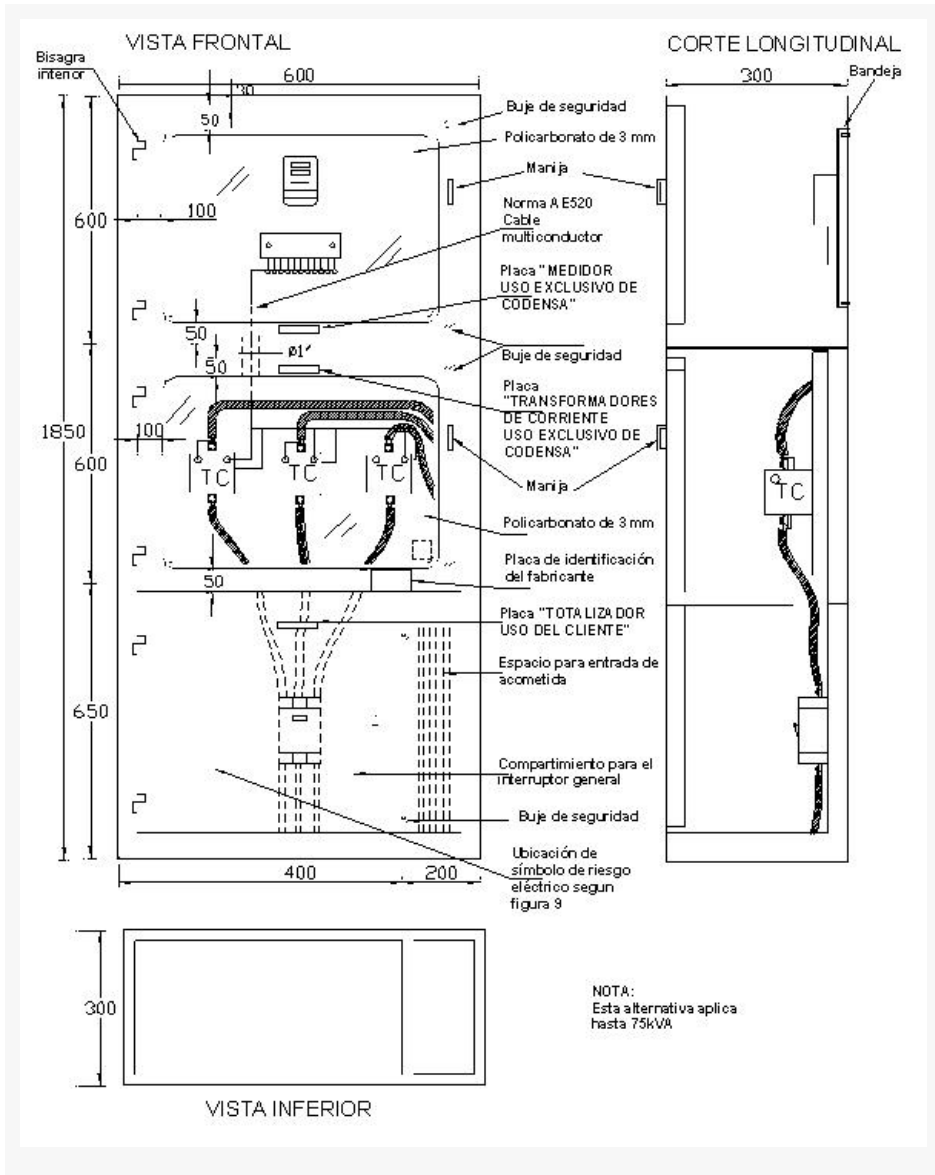 VISTA FRONTAL
CORTE LONGITUDINAL
Bisagra
interior
600
30
50
300
Bandeja
Buje de seguridad
Policarbonato de 3 mm
Manija
Norma AE520
Cable
multiconductor
600
100
Placa "MEDIDOR
USO EXCLUSIVO DE
CODENSA"
50
ø1"
50
Buje de seguridad
Placa
"TRANSFORMADORES
DE CORRIENTE
USO EXCLUSIVO DE
CODENSA"
1850
600
100
TC
TC
TC
TC
Manija
Policarbonato de 3 mm
Placa de identificación
del fabricante
50
Placa "TOTALIZADOR
USO DEL CLIENTE"
Espacio para entrada de
acometida
650
Compartimiento para el
interruptor general
Buje de seguridad
Ubicación de
símbolo de riesgo
eléctrico segun
figura 9
400
200
300
NOTA:
Esta alternativa aplica
hasta 75kVA
VISTA INFERIOR